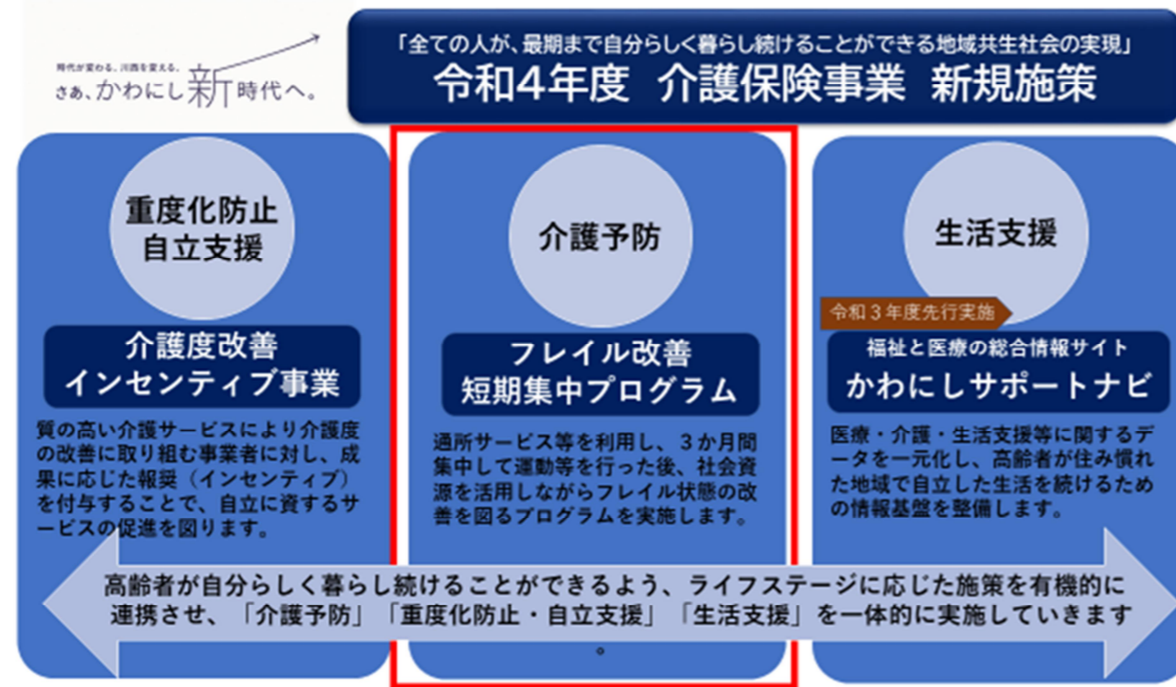 時代が変わる、川西を変える。
さあ、かわにし新時代へ。
「全ての人が、最期まで自分らしく暮らし続けることができる地域共生社会の実現」
令和4年度 介護保険事業 新規施策
重度化防止
自立支援
介護度改善
インセンティブ事業
質の高い介護サービスにより介護度
の改善に取り組む事業者に対し、成
果に応じた報奨（インセンティブ）
を付与することで、自立に資するサ
ービスの促進を図ります。
介護予防
フレイル改善
短期集中プログラム
通所サービス等を利用し、３か月間
集中して運動等を行った後、社会資
源を活用しながらフレイル状態の改
善を図るプログラムを実施します。
生活支援
令和３年度先行実施
福祉と医療の総合情報サイト
かわにしサポートナビ
医療・介護・生活支援等に関するデ
ータを一元化し、高齢者が住み慣れ
た地域で自立した生活を続けるため
の情報基盤を整備します。
高齢者が自分らしく暮らし続けることができるよう、ライフステージに応じた施策を有機的に
連携させ、「介護予防」「重度化防止・自立支援」「生活支援」を一体的に実施していきます
。